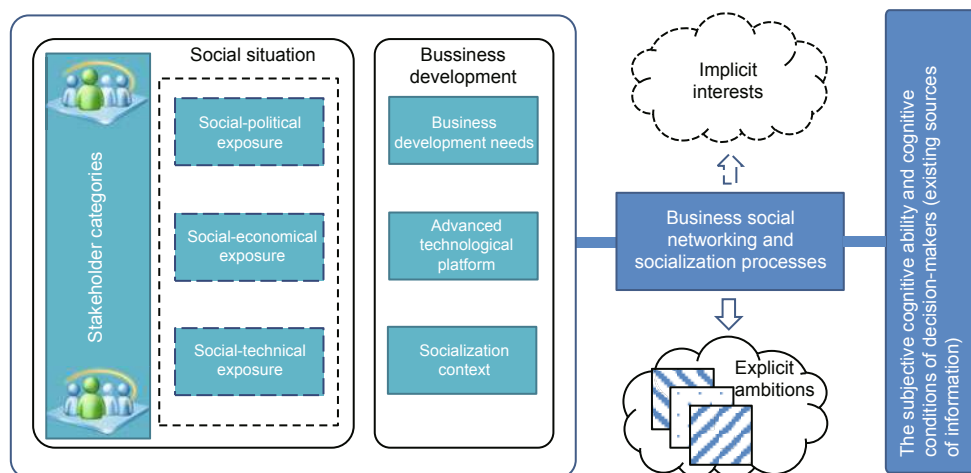 Stakeholder categories
Social situation
Social-political
exposure
Social-economical
exposure
Social-technical
exposure
Bussiness
development
Business
development needs
Advanced
technological
platform
Socialization
context
Implicit
interests
Business social
networking and
socialization processes
Explicit
ambitions
The subjective cognitive ability and cognitive
conditions of decision-makers (existing sources
of information)